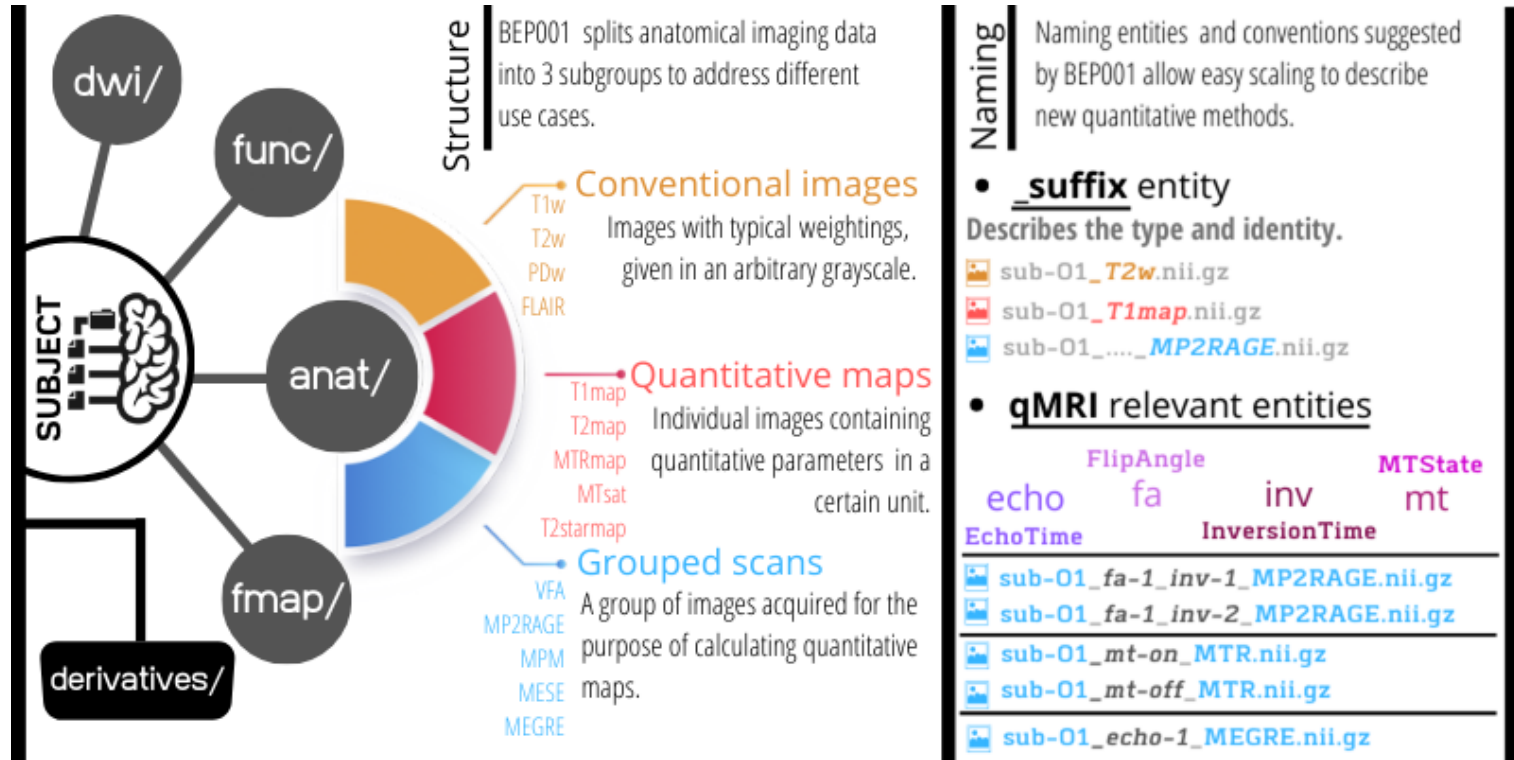 dwi/
func/
SUBJECT
anat/
fmap/
derivatives/
Structure
BEP001 splits anatomical imaging data
into 3 subgroups to address different
use cases.
Conventional images
T1w
T2w
PDw
FLAIR
Images with typical weightings,
given in an arbitrary grayscale.
Quantitative maps
T1map
T2map
MTRmap
MTsat
T2starmap
Individual images containing
quantitative parameters in a
certain unit.
Grouped scans
VFA
MP2RAGE
MPM
MESE
MEGRE
A group of images acquired for the
purpose of calculating quantitative
maps.
Naming
Naming entities and conventions suggested
by BEP001 allow easy scaling to describe
new quantitative methods.
• _suffix entity
Describes the type and identity.
sub-01_T2w.nii.gz
sub-01_T1map.nii.gz
sub-01_...._MP2RAGE.nii.gz
• qMRI relevant entities
FlipAngle
MTState
echo fa inv mt
EchoTime
InversionTime
sub-01_fa-1_inv-1_MP2RAGE.nii.gz
sub-01_fa-1_inv-2_MP2RAGE.nii.gz
sub-01_mt-on_MTR.nii.gz
sub-01_mt-off_MTR.nii.gz
sub-01_echo-1_MEGRE.nii.gz